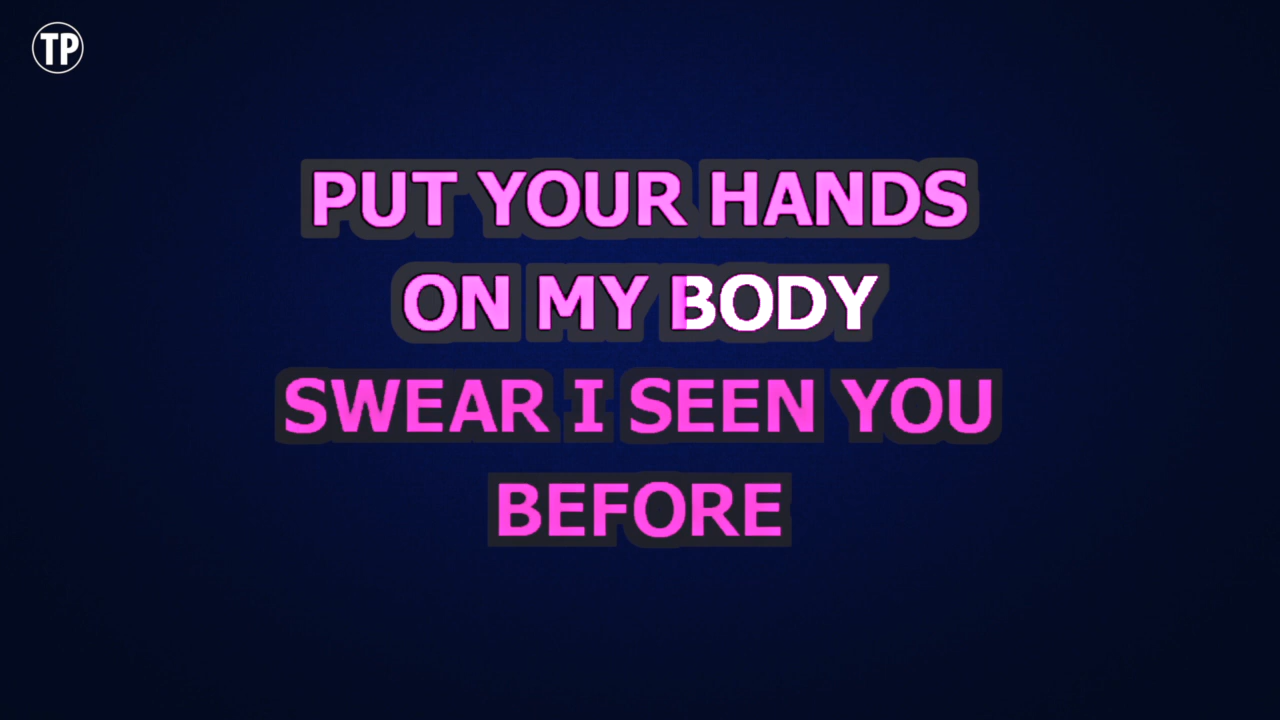 TP
PUT YOUR HANDS
ON MY BODY
SWEAR I SEEN YOU
BEFORE